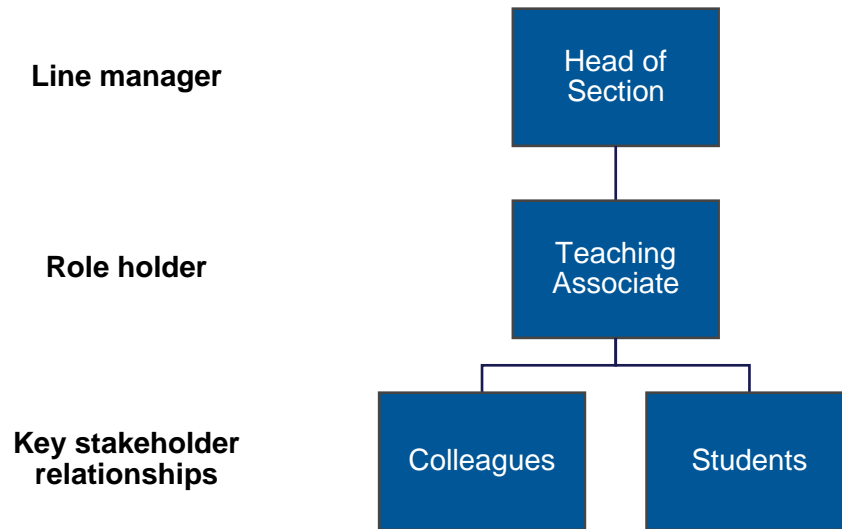 Line manager
Head of
Section
Role holder
Teaching
Associate
Key stakeholder
relationships
Colleagues
Students